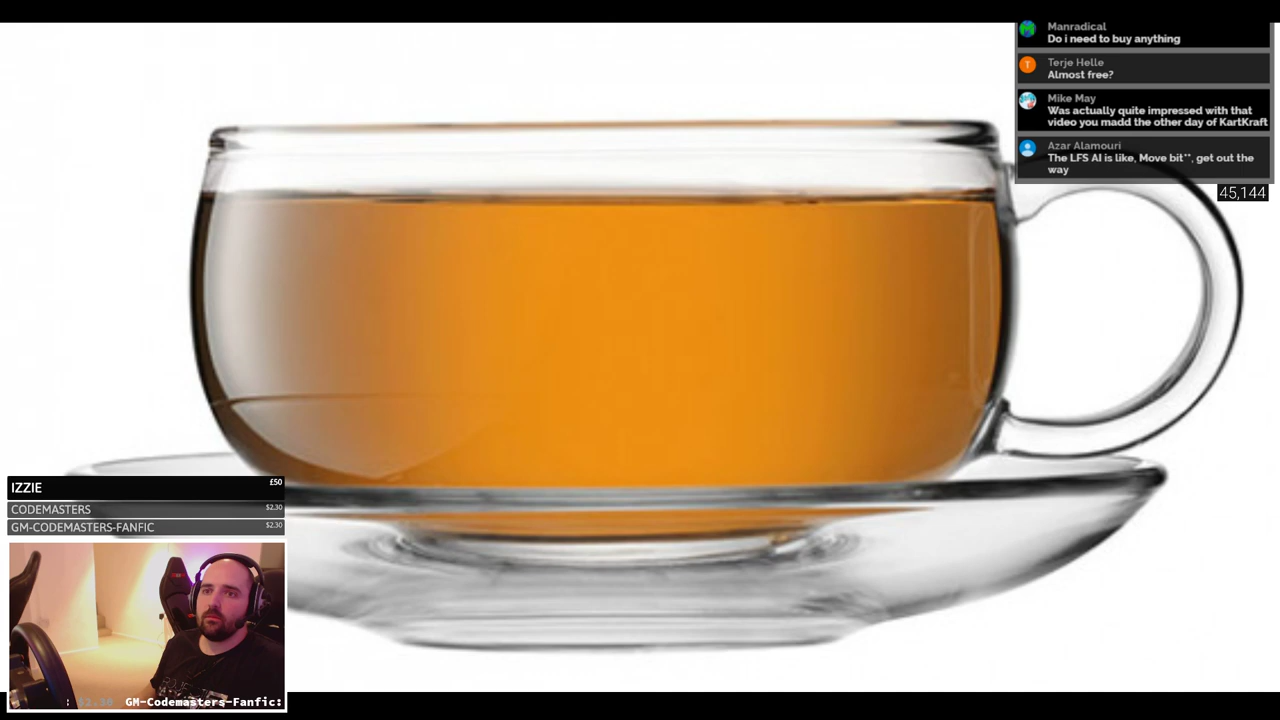 Manradical
Do i need to buy anything
T
Terje Helle
Almost free?
Mike May
Was actually quite impressed with that
video you madd the other day of KartKraft
Azar Alamouri
The LFS AI is like, Move bit**, get out the
way
45,144
IZZIE £50
CODEMASTERS $2.30
GM-CODEMASTERS-FANFIC $2.30
: $2.30 GM-Codemasters-Fanfic: